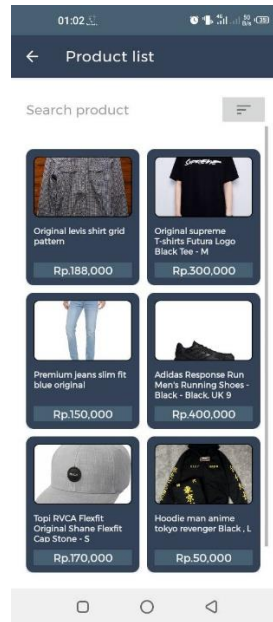 01:02
Product list
Search product
Original levis shirt grid
pattern
Rp.188,000
Supreme
Original supreme
T-shirts Futura Logo
Black Tee - M
Rp.300,000
Premium jeans slim fit
blue original
Rp.150,000
Adidas Response Run
Men's Running Shoes -
Black - Black. UK 9
Rp.400,000
Topi RVCA Flexfit
Original Shane Flexfit
Cap Stone - S
Rp.170,000
Hoodie man anime
tokyo revenger Black , L
Rp.50,000